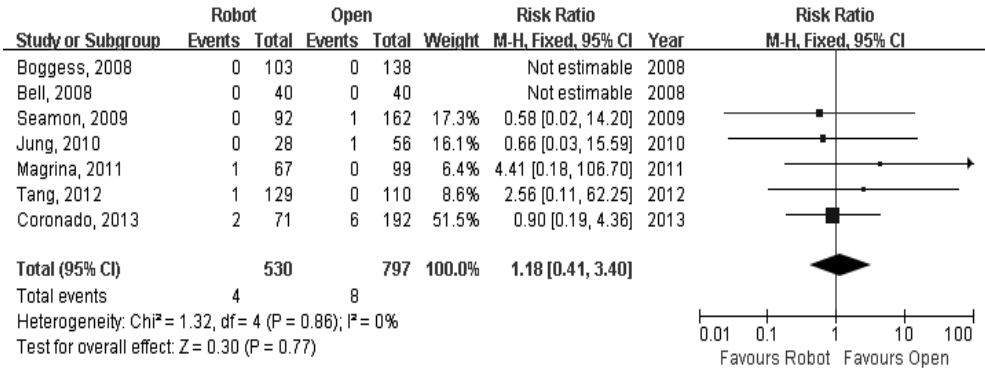 Robot Open Risk Ratio Risk Ratio
Study or Subgroup Events Total Events Total Weight M-H, Fixed, 95% CI Year M-H, Fixed, 95% CI
Boggess, 2008 0 103 0 138 Not estimable 2008
Bell, 2008 0 40 0 40 Not estimable 2008
Seamon, 2009 0 92 1 162 17.3% 0.58 [0.02, 14.20] 2009
Jung, 2010 0 28 1 56 16.1% 0.66 [0.03, 15.59] 2010
Magrina, 2011 1 67 0 99 6.4% 4.41 [0.18, 106.70] 2011
Tang, 2012 1 129 0 110 8.6% 2.56 [0.11, 62.25] 2012
Coronado, 2013 2 71 6 192 51.5% 0.90 [0.19, 4.36] 2013
Total (95% CI) 530 797 100.0% 1.18 [0.41, 3.40]
Total events 4 8
Heterogeneity: Chi² = 1.32, df = 4 (P = 0.86); I² = 0%
Test for overall effect: Z = 0.30 (P = 0.77)
0.01 0.1 1 10 100
Favours Robot Favours Open